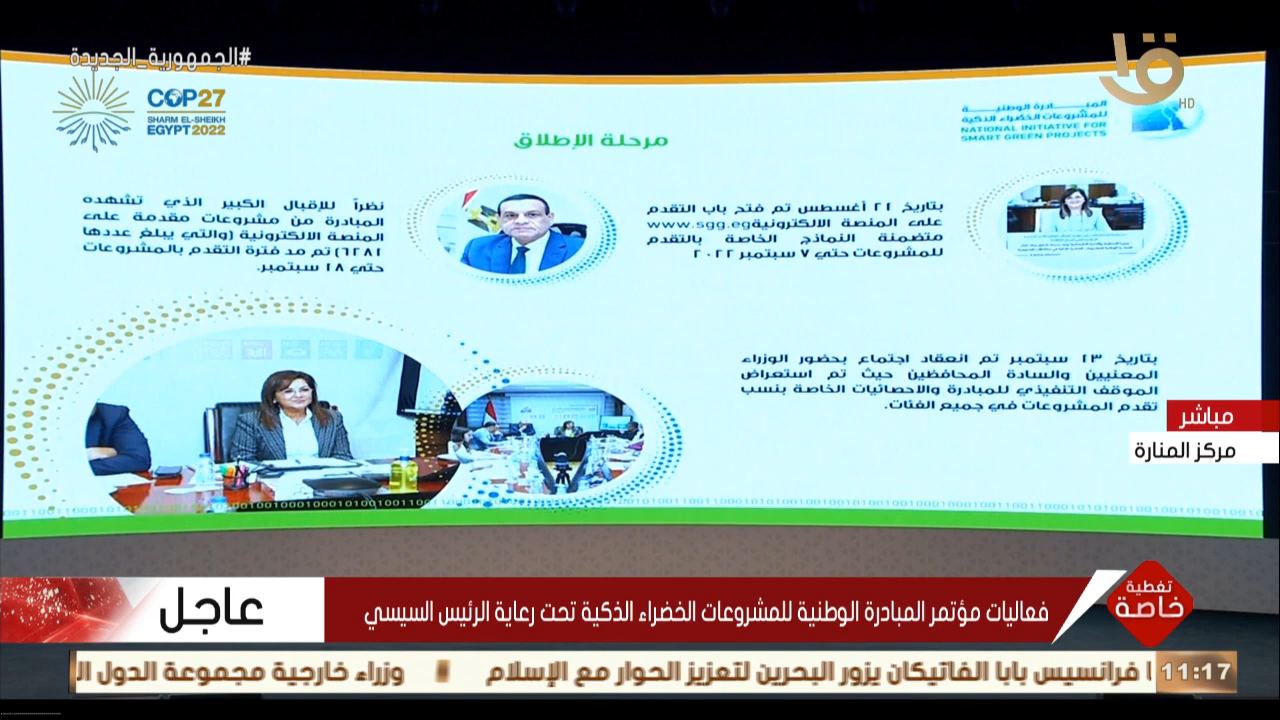 #الجمهورية_الجديدة
HD
COP27
SHARM EL-SHEIKH
EGYPT2022
المبادرة الوطنية
للمشروعات الخضراء الذكية
NATIONAL INITIATIVE FOR
SMART GREEN PROJECTS
مرحلة الإطلاق
بتاريخ ٢١ أغسطس تم فتح باب التقدم
على المنصة الالكترونية www.sgg.eg
متضمنة النماذج الخاصة بالتقدم
للمشروعات حتي ٧ سبتمبر ٢٠٢٢
نظراً للإقبال الكبير الذي تشهده
المبادرة من مشروعات مقدمة على
المنصة الالكترونية (والتي يبلغ عددها
٦٢٨١) تم مد فترة التقدم بالمشروعات
حتي ٢٨ سبتمبر.
بتاريخ ٢٣ سبتمبر تم انعقاد اجتماع بحضور الوزراء
المعنيين والسادة المحافظين حيث تم استعراض
الموقف التنفيذي للمبادرة والاحصائيات الخاصة بنسب
تقدم المشروعات في جميع الفئات.
مباشر
مركز المنارة
تغطية
خاصة
فعاليات مؤتمر المبادرة الوطنية للمشروعات الخضراء الذكية تحت رعاية الرئيس السيسي
عاجل
11:17
ا فرانسيس بابا الفاتيكان يزور البحرين لتعزيز الحوار مع الإسلام
وزراء خارجية مجموعة الدول ال